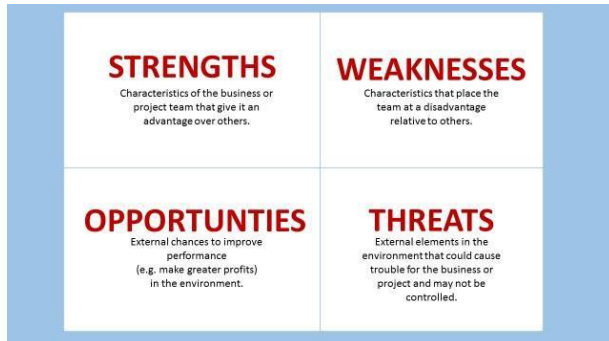 STRENGTHS
Characteristics of the business or
project team that give it an
advantage over others.
WEAKNESSES
Characteristics that place the
team at a disadvantage
relative to others.
OPPORTUNTIES
External chances to improve
performance
(e.g. make greater profits)
in the environment.
THREATS
External elements in the
environment that could cause
trouble for the business or
project and may not be
controlled.